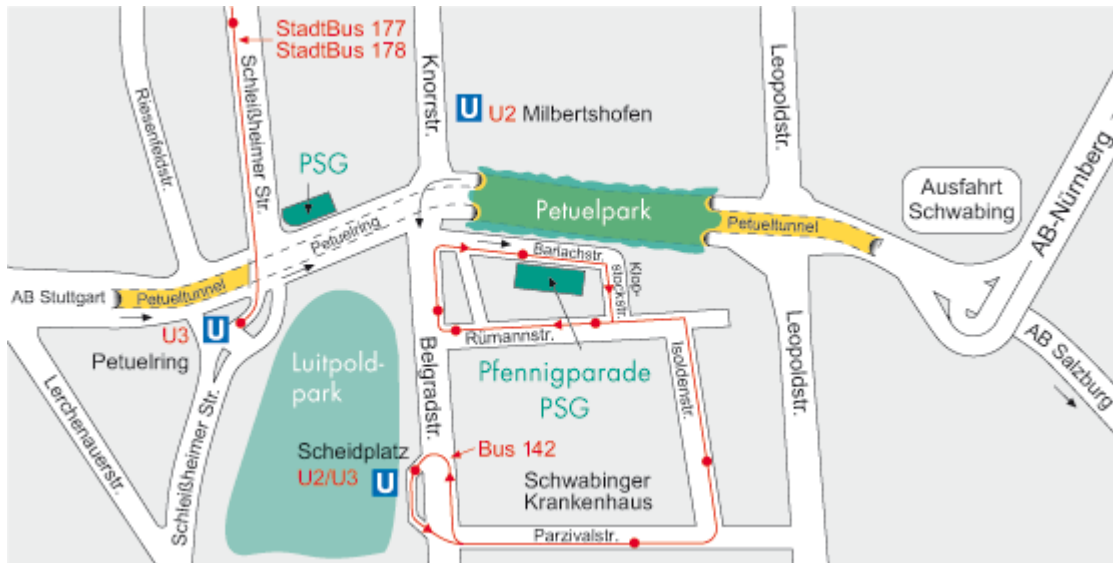 StadtBus 177
StadtBus 178
Riesenfeldstr.
Schleißheimer Str.
Knorrstr.
U
U2 Milbertshofen
Leopoldstr.
AB-Nürnberg
PSG
Ausfahrt
Schwabing
Petuelpark
Petueltunnel
Petuelring
Barlachstr.
Klop-
stockstr.
AB Stuttgart
Petueltunnel
U3
U
Petuelring
Rümannstr.
Luitpold-
park
Belgradstr.
Pfennigparade
PSG
Isoldenstr.
Leopoldstr.
AB Salzburg
Lerchenauerstr.
Schleißheimer Str.
Scheidplatz
U2/U3
U
Bus 142
Schwabinger
Krankenhaus
Parzivalstr.